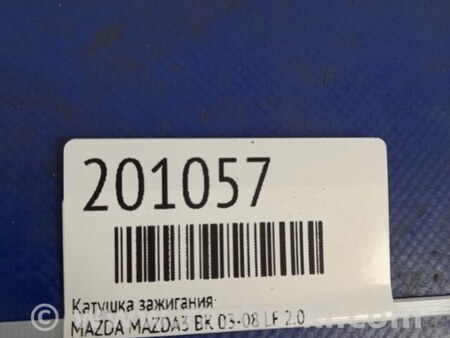 201057
Катушка зажигания
MAZDA MAZDA3 BK 03-08 LF 2.0